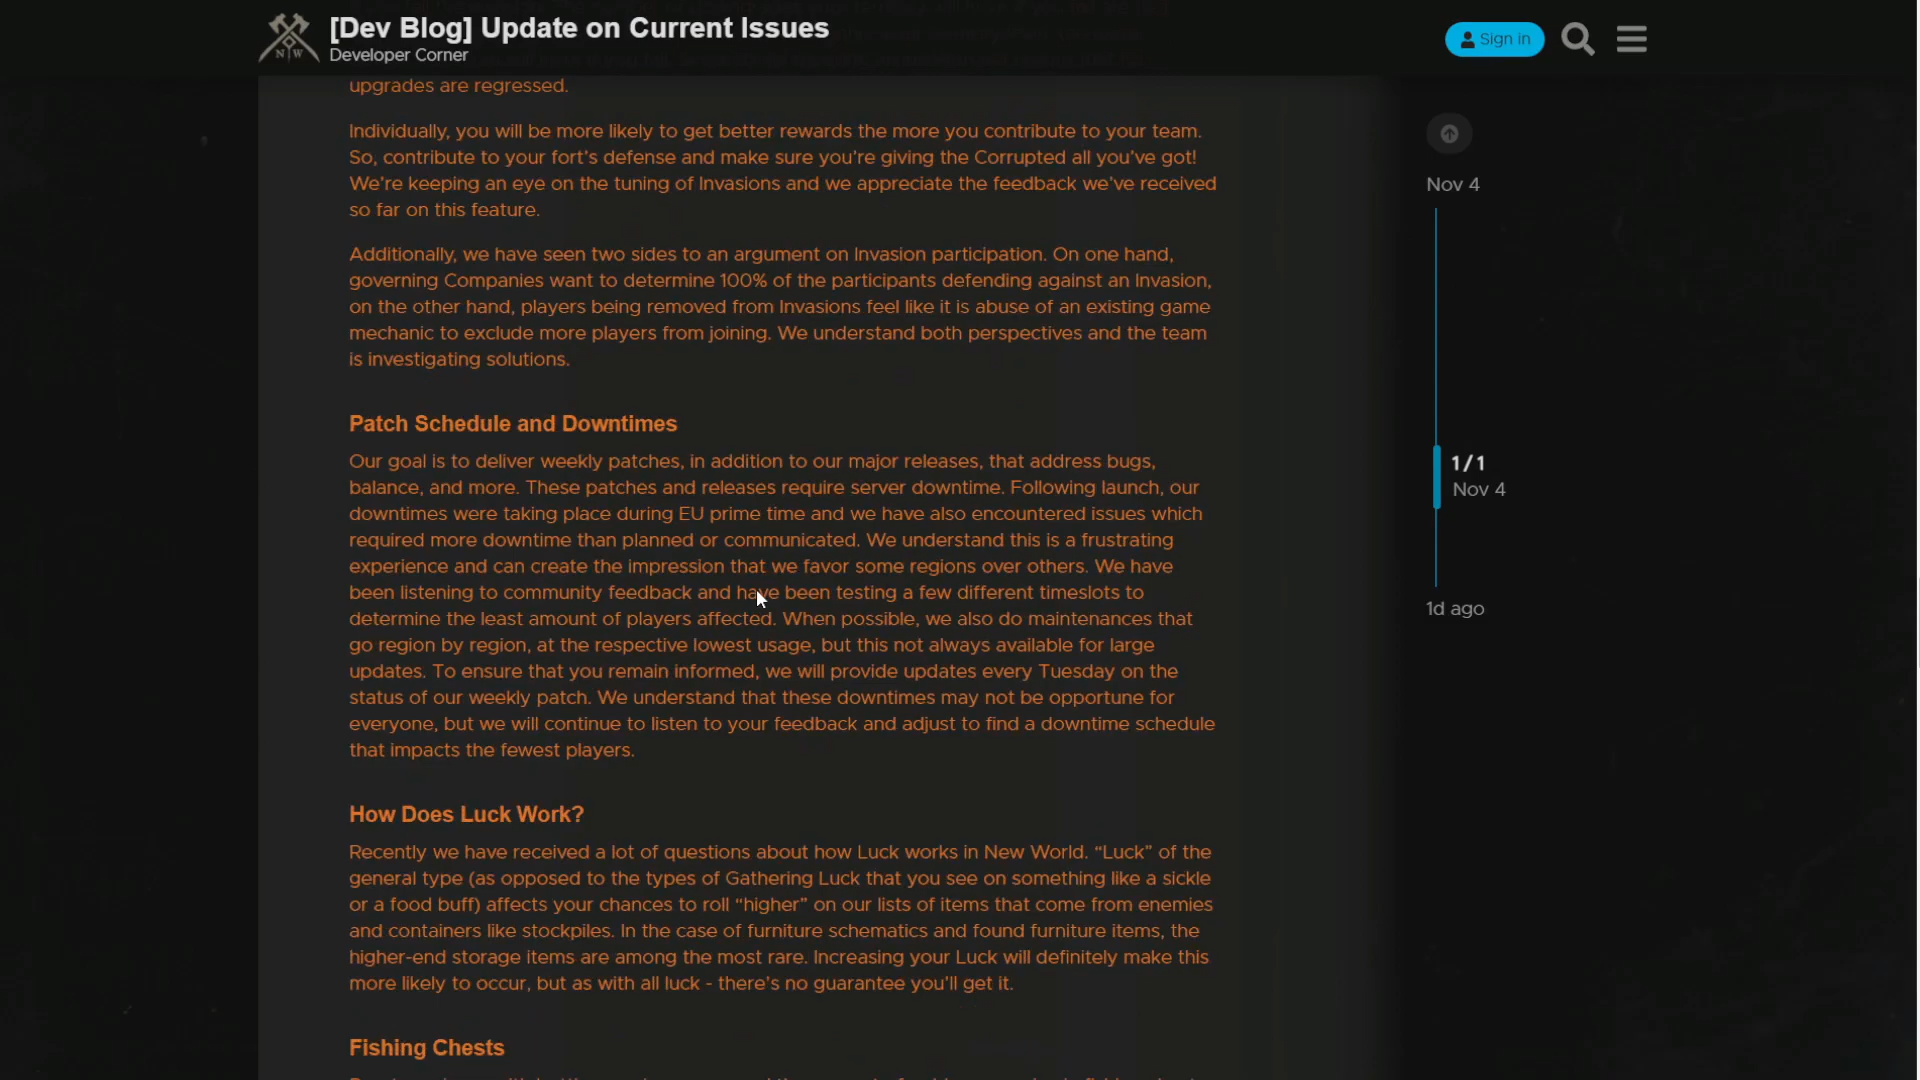 [Dev Blog] Update on Current Issues
Developer Corner
N W
Sign in
upgrades are regressed.
Individually, you will be more likely to get better rewards the more you contribute to your team.
So, contribute to your fort's defense and make sure you're giving the Corrupted all you've got!
We're keeping an eye on the tuning of Invasions and we appreciate the feedback we've received
so far on this feature.
Additionally, we have seen two sides to an argument on Invasion participation. On one hand,
governing Companies want to determine 100% of the participants defending against an Invasion,
on the other hand, players being removed from Invasions feel like it is abuse of an existing game
mechanic to exclude more players from joining. We understand both perspectives and the team
is investigating solutions.
Patch Schedule and Downtimes
Our goal is to deliver weekly patches, in addition to our major releases, that address bugs,
balance, and more. These patches and releases require server downtime. Following launch, our
downtimes were taking place during EU prime time and we have also encountered issues which
required more downtime than planned or communicated. We understand this is a frustrating
experience and can create the impression that we favor some regions over others. We have
been listening to community feedback and have been testing a few different timeslots to
determine the least amount of players affected. When possible, we also do maintenances that
go region by region, at the respective lowest usage, but this not always available for large
updates. To ensure that you remain informed, we will provide updates every Tuesday on the
status of our weekly patch. We understand that these downtimes may not be opportune for
everyone, but we will continue to listen to your feedback and adjust to find a downtime schedule
that impacts the fewest players.
How Does Luck Work?
Recently we have received a lot of questions about how Luck works in New World. “Luck” of the
general type (as opposed to the types of Gathering Luck that you see on something like a sickle
or a food buff) affects your chances to roll “higher” on our lists of items that come from enemies
and containers like stockpiles. In the case of furniture schematics and found furniture items, the
higher-end storage items are among the most rare. Increasing your Luck will definitely make this
more likely to occur, but as with all luck - there's no guarantee you'll get it.
Fishing Chests
Nov 4
1 / 1
Nov 4
1d ago